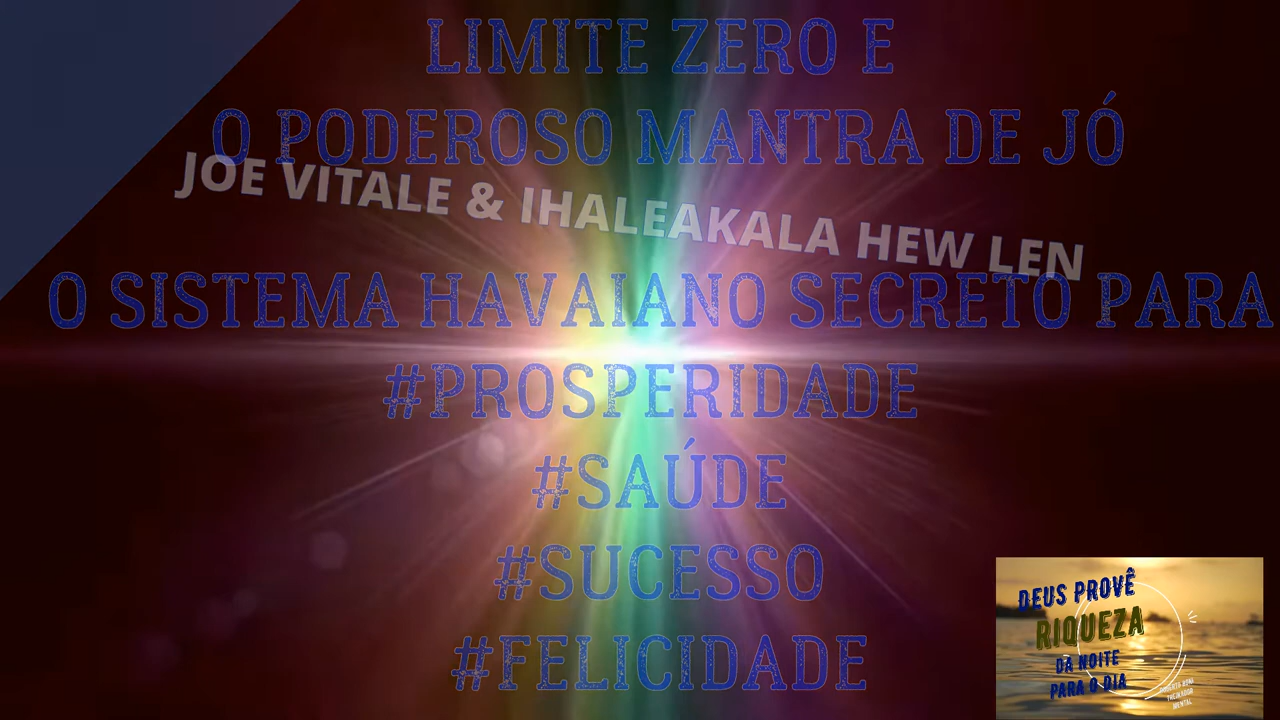 LIMITE ZERO E
O PODEROSO MANTRA DE JÓ
JOE VITALE & IHALEAKALA HEW LEN
O SISTEMA HAVAIANO SECRETO PARA
#PROSPERIDADE
#SAÚDE
#SUCESSO
#FELICIDADE
DEUS PROVÊ
RIQUEZA
DA NOITE
PARA O DIA
MENTAL